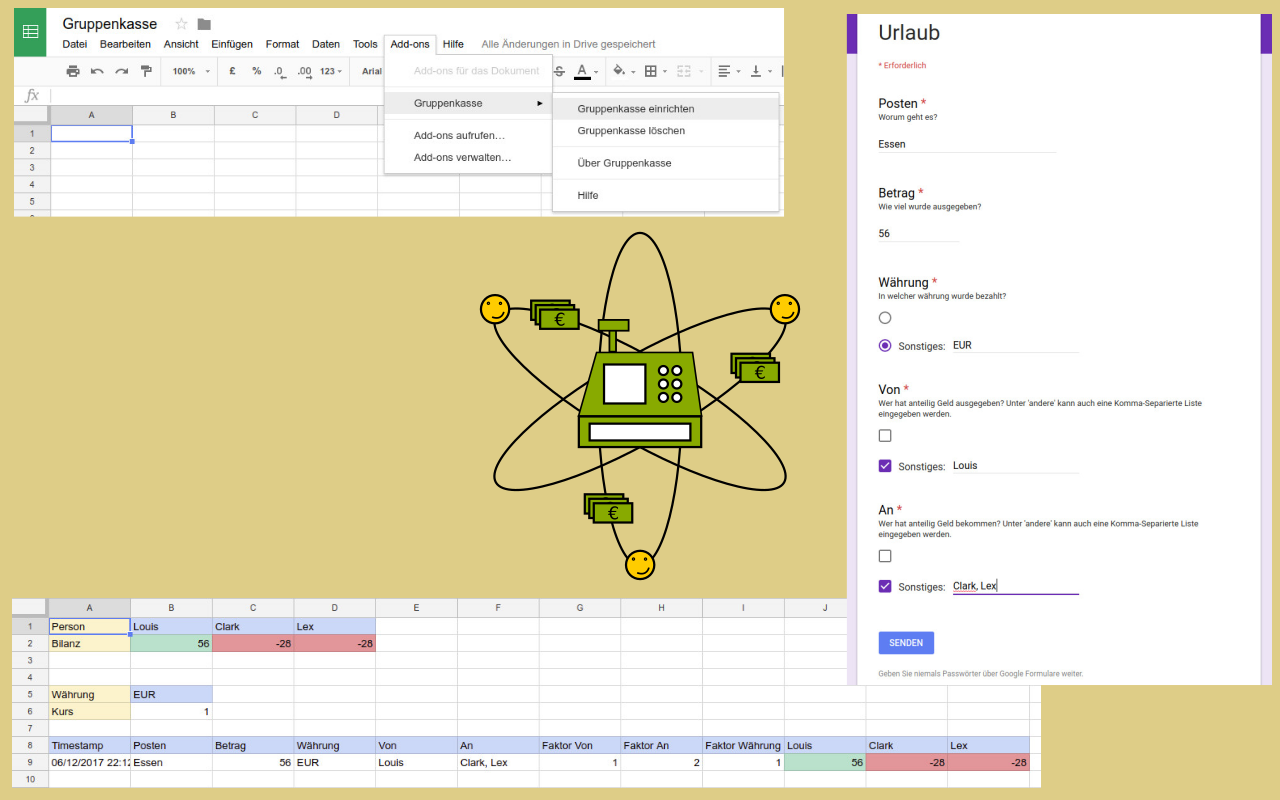 Gruppenkasse
Datei Bearbeiten Ansicht Einfügen Format Daten Tools Add-ons Hilfe Alle Änderungen in Drive gespeichert
100% £ % .0 .00 123 Arial S A
Add-ons für das Dokument
Gruppenkasse
Add-ons aufrufen…
Add-ons verwalten…
Gruppenkasse einrichten
Gruppenkasse löschen
Über Gruppenkasse
Hilfe
fx
A B C D
1
2
3
4
5
Urlaub
* Erforderlich
Posten *
Worum geht es?
Essen
Betrag *
Wie viel wurde ausgegeben?
56
Währung *
In welcher währung wurde bezahlt?
Sonstiges: EUR
Von *
Wer hat anteilig Geld ausgegeben? Unter 'andere' kann auch eine Komma-Separierte Liste
eingegeben werden.
Sonstiges: Louis
An *
Wer hat anteilig Geld bekommen? Unter 'andere' kann auch eine Komma-Separierte Liste
eingegeben werden.
Sonstiges: Clark, Lex
SENDEN
Geben Sie niemals Passwörter über Google Formulare weiter.
€
€
€
A B C D E F G H I J
1 Person Louis Clark Lex
2 Bilanz 56 -28 -28
3
4
5 Währung EUR
6 Kurs 1
7
8 Timestamp Posten Betrag Währung Von An Faktor Von Faktor An Faktor Währung Louis Clark Lex
9 06/12/2017 22:12 Essen 56 EUR Louis Clark, Lex 1 2 1 56 -28 -28
10